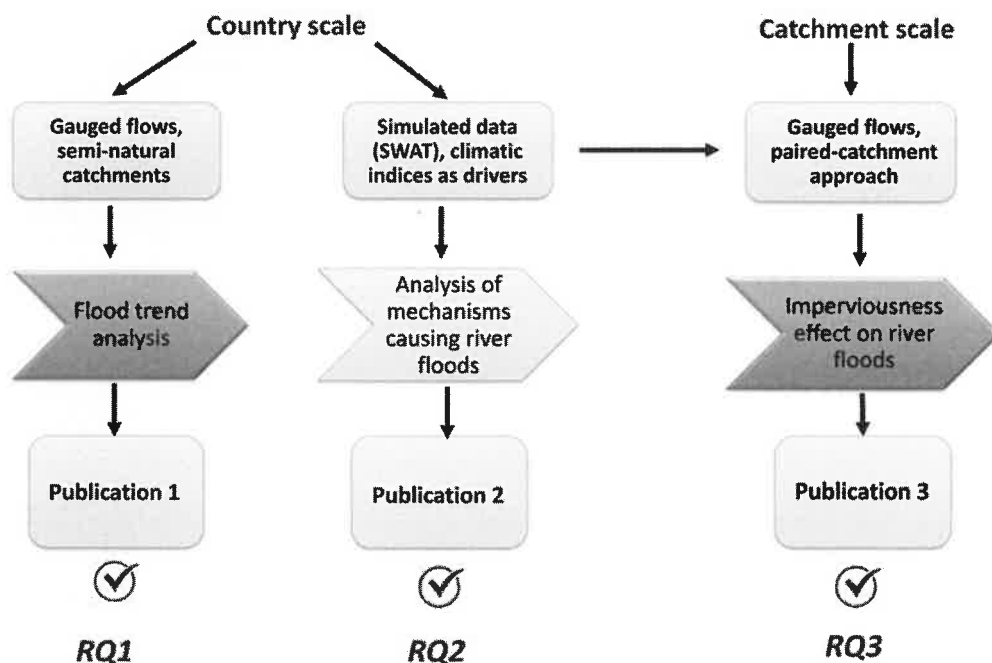 Country scale
Catchment scale
Gauged flows,
semi-natural
catchments
Simulated data
(SWAT), climatic
indices as drivers
Gauged flows,
paired-catchment
approach
Flood trend
analysis
Analysis of
mechanisms
causing river
floods
Imperviousness
effect on river
floods
Publication 1
Publication 2
Publication 3
RQ1
RQ2
RQ3